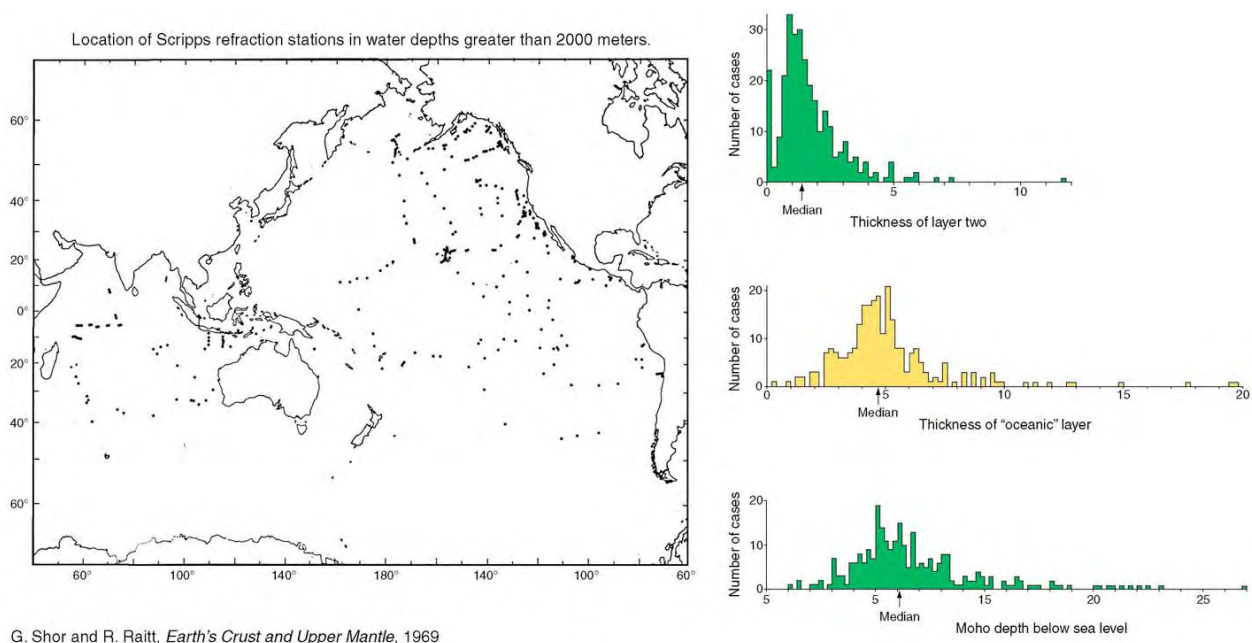 Location of Scripps refraction stations in water depths greater than 2000 meters.
60°
40°
20°
0°
20°
40°
60°
60° 100° 140° 180° 140° 100° 60°
G. Shor and R. Raitt, Earth's Crust and Upper Mantle, 1969
Number of cases
30
20
10
0
0 5 10
Median
Thickness of layer two
Number of cases
20
10
0
0 5 10 15 20
Median
Thickness of "oceanic" layer
Number of cases
20
10
0
5 5 15 25
Median
Moho depth below sea level